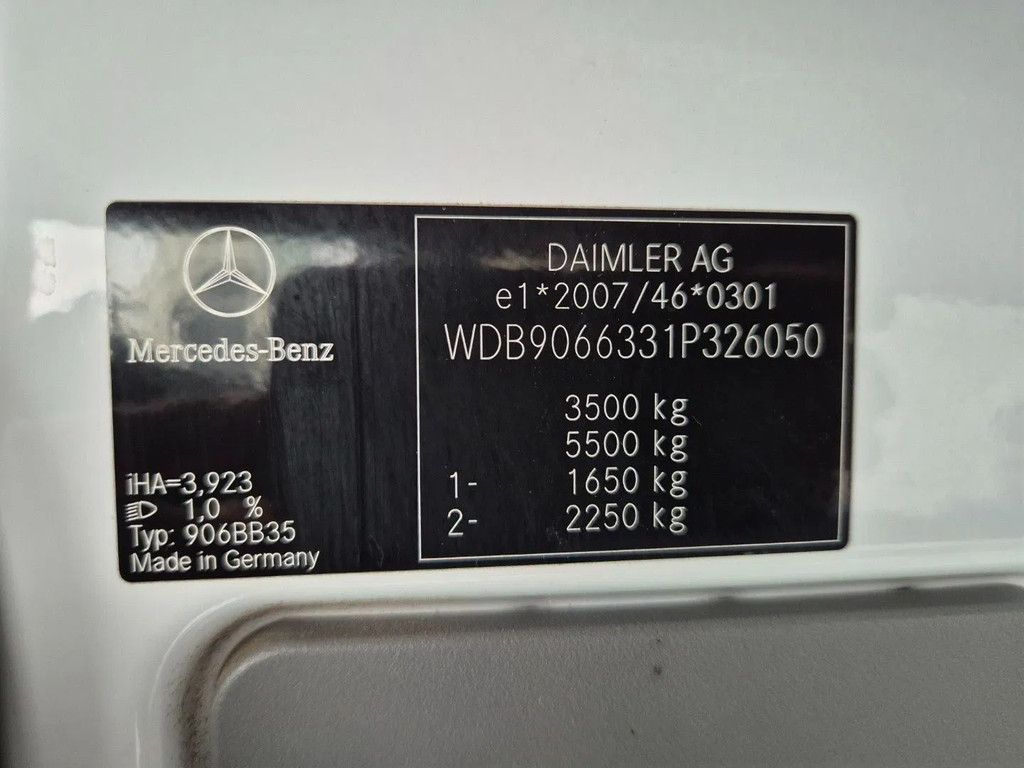 Mercedes-Benz
iHA=3,923
1,0 %
Typ: 906BB35
Made in Germany
DAIMLER AG
e1*2007/46*0301
WDB9066331P326050
3500 kg
5500 kg
1- 1650 kg
2- 2250 kg